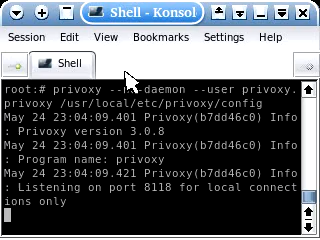 Shell - Konsol
Session Edit View Bookmarks Settings Help
Shell
root:# privoxy -- -daemon --user privoxy.
privoxy /usr/local/etc/privoxy/config
May 24 23:04:09.401 Privoxy(b7dd46c0) Info
: Privoxy version 3.0.8
May 24 23:04:09.401 Privoxy(b7dd46c0) Info
: Program name: privoxy
May 24 23:04:09.421 Privoxy(b7dd46c0) Info
: Listening on port 8118 for local connect
ions only